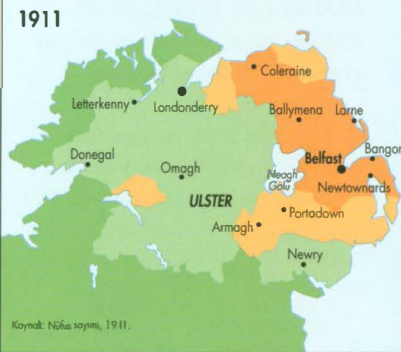 1911
Coleraine
Letterkenny
Londonderry
Ballymena
Larne
Donegal
Belfast
Bangor
Omagh
Neagh
Gölü
Newtownards
ULSTER
Portadown
Armagh
Newry
Kaynak: Nüfus sayımı, 1911.